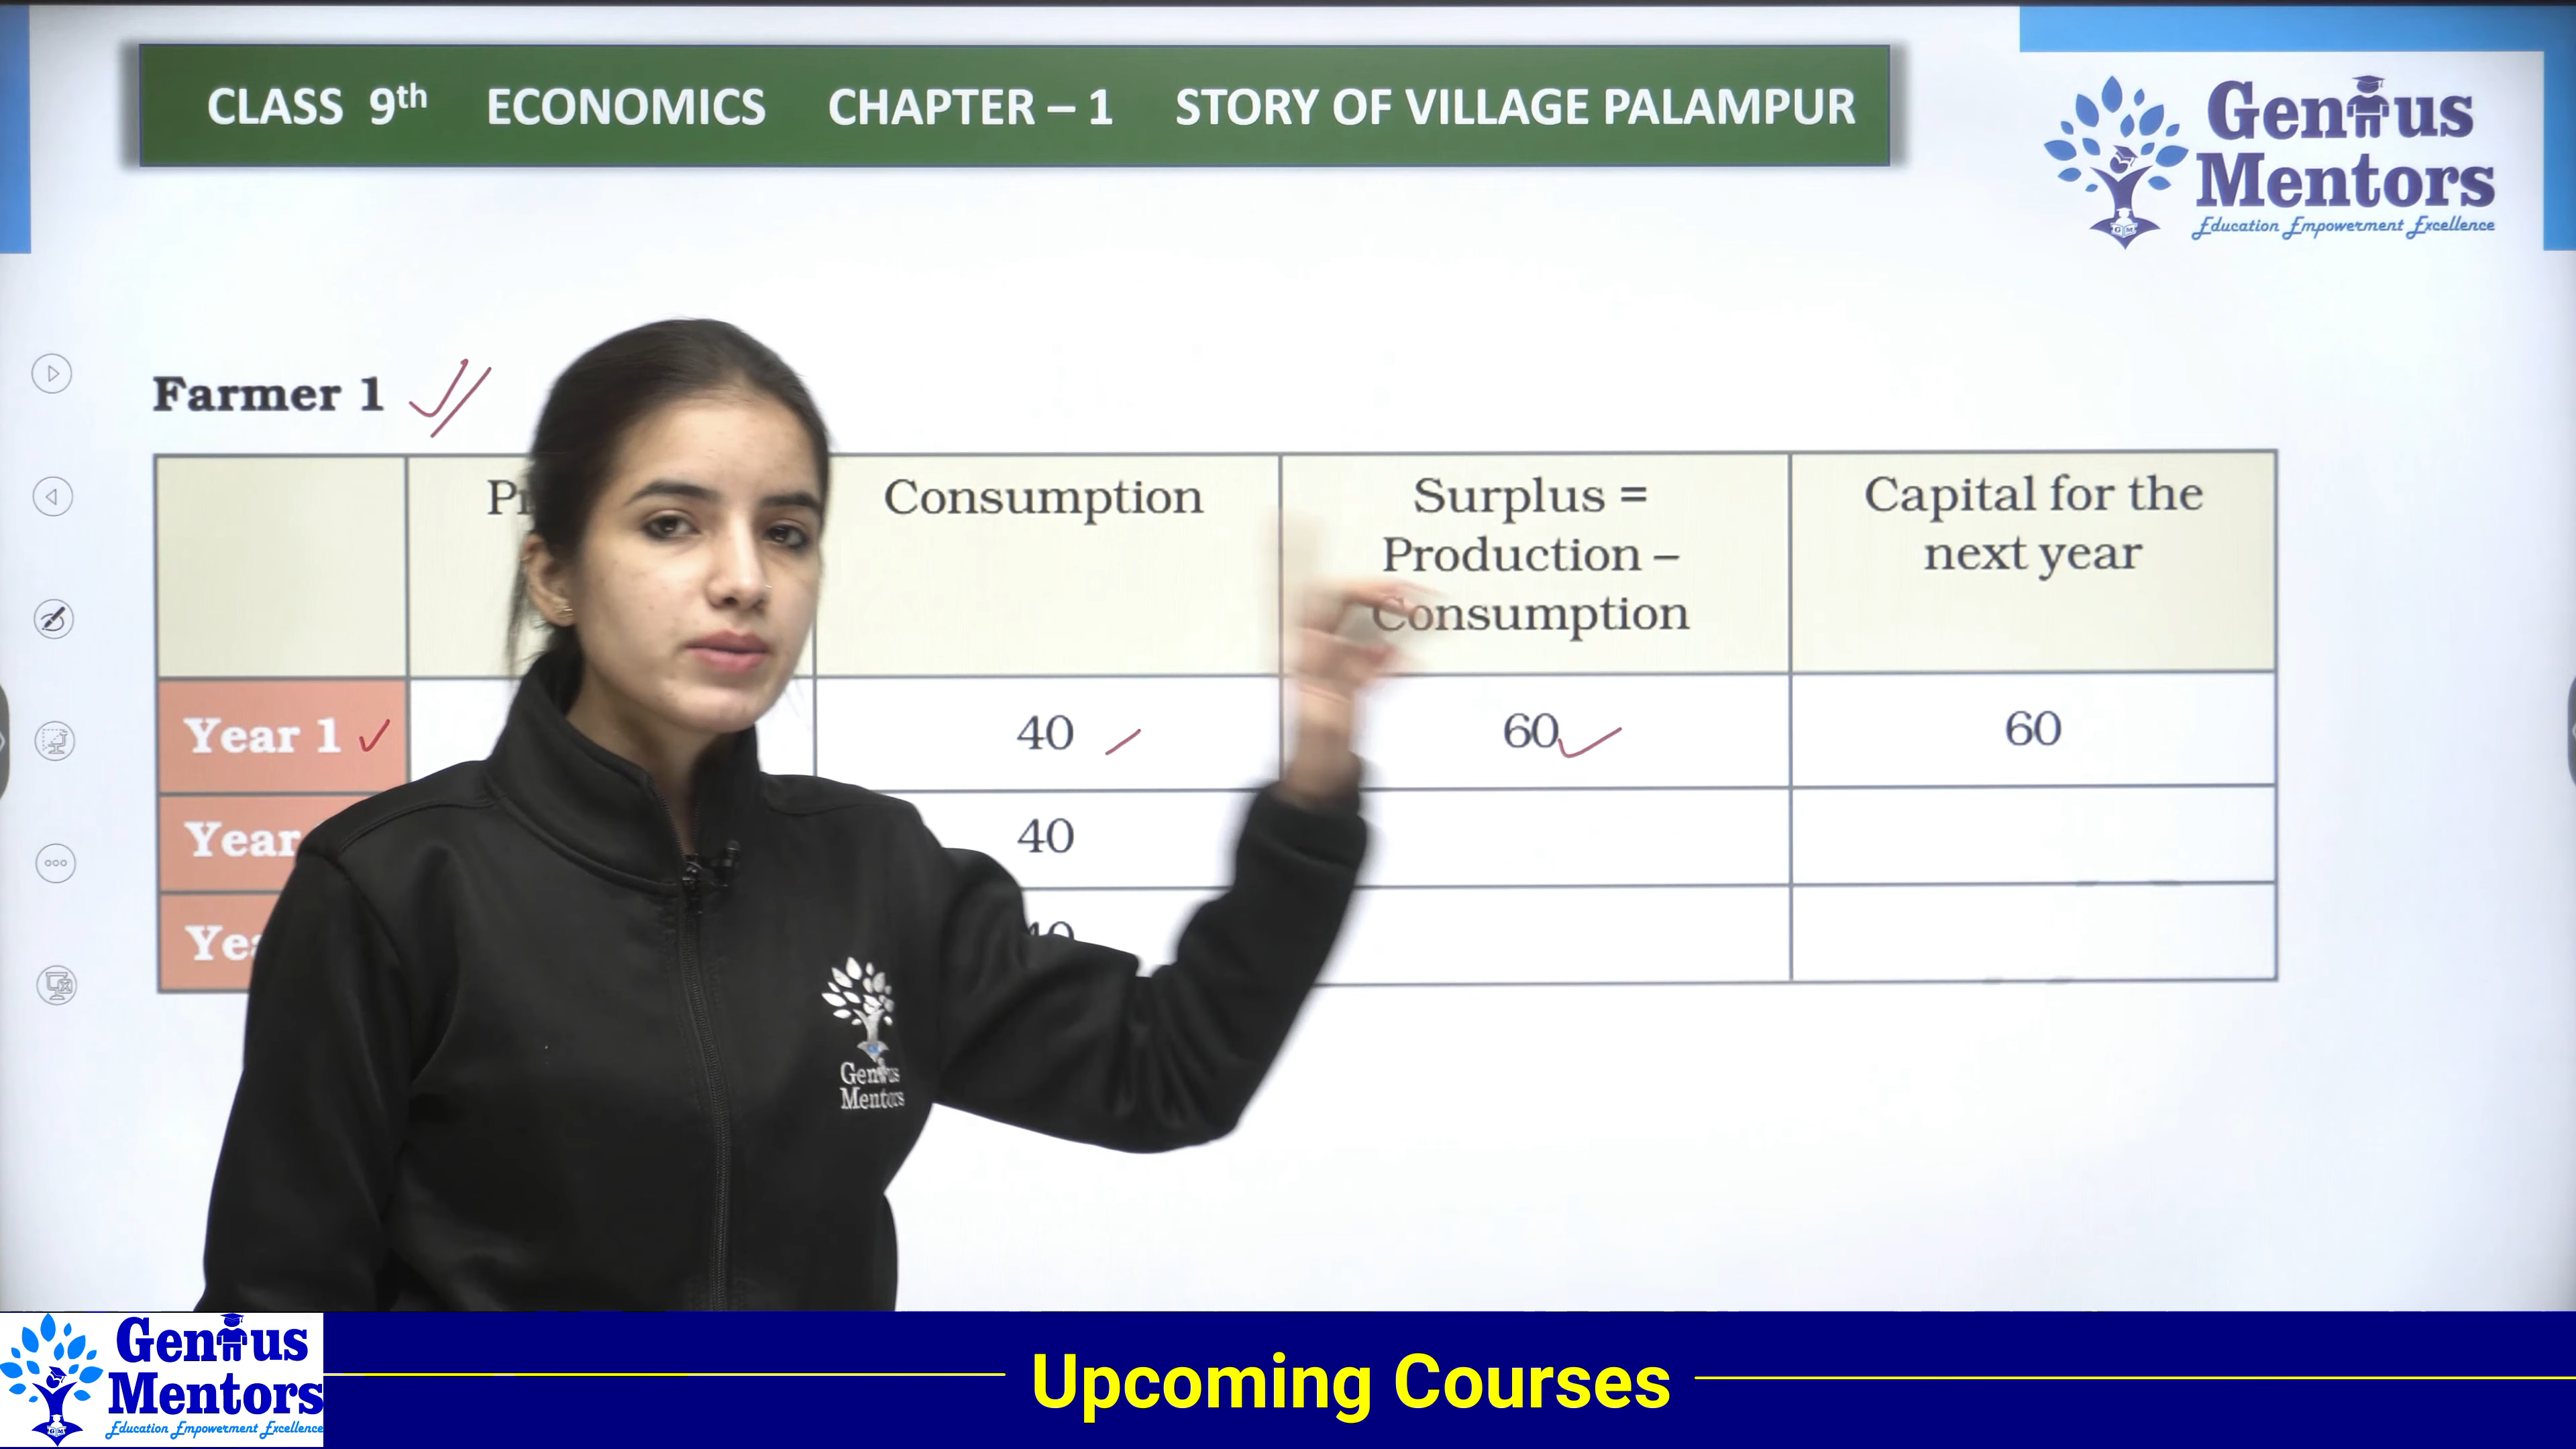 CLASS 9th ECONOMICS CHAPTER – 1 STORY OF VILLAGE PALAMPUR
Genius
Mentors
Education Empowerment Excellence
Farmer 1
Consumption
Surplus =
Production –
Consumption
Capital for the
next year
Year 1
40
60
60
Year
40
40
Genius
Mentors
Genius
Mentors
Education Empowerment Excellence
Upcoming Courses